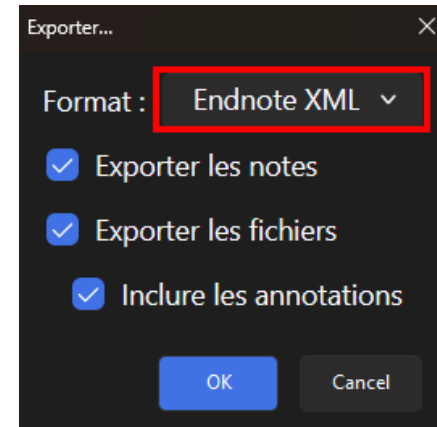 Exporter...
Format : Endnote XML
Exporter les notes
Exporter les fichiers
Inclure les annotations
OK Cancel